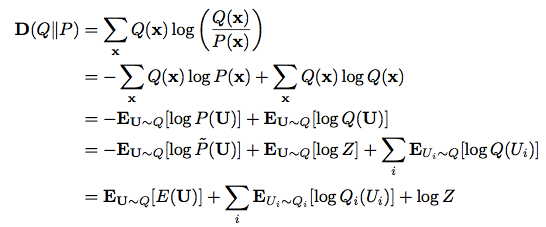 D(Q‖P) = ∑_x Q(x) log (Q(x)/P(x))
= −∑_x Q(x) log P(x) + ∑_x Q(x) log Q(x)
= −E_{U∼Q}[log P(U)] + E_{U∼Q}[log Q(U)]
= −E_{U∼Q}[log P̃(U)] + E_{U∼Q}[log Z] + ∑_i E_{U_i∼Q}[log Q(U_i)]
= E_{U∼Q}[E(U)] + ∑_i E_{U_i∼Q_i}[log Q_i(U_i)] + log Z